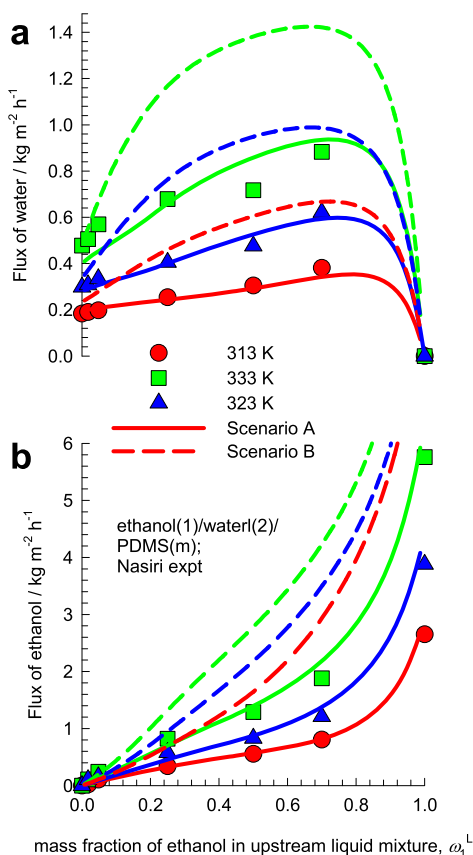 a
Flux of water / kg m-2 h-1
1.4
1.2
1.0
0.8
0.6
0.4
0.2
0.0
313 K
333 K
323 K
Scenario A
Scenario B
b
Flux of ethanol / kg m-2 h-1
6
5
4
3
2
1
0
ethanol(1)/waterl(2)/
PDMS(m);
Nasiri expt
0.0 0.2 0.4 0.6 0.8 1.0
mass fraction of ethanol in upstream liquid mixture, ω1L